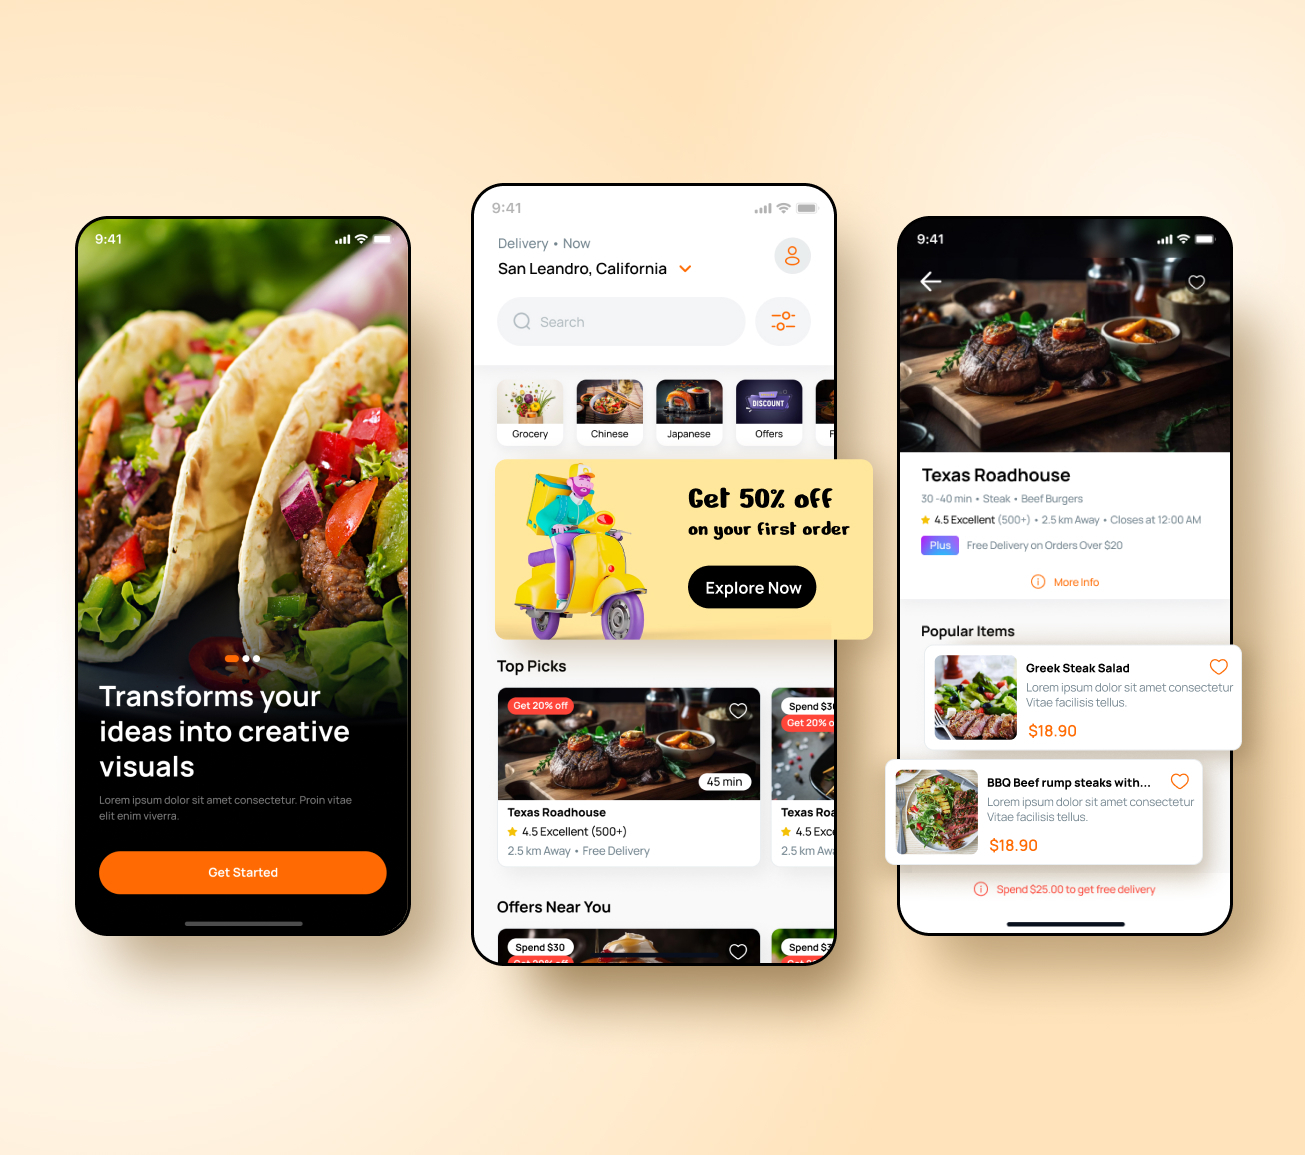 9:41
Transforms your
ideas into creative
visuals
Lorem ipsum dolor sit amet consectetur. Proin vitae
elit enim viverra.
Get Started
9:41
Delivery • Now
San Leandro, California
Search
Grocery
Chinese
Japanese
DISCOUNT
Offers
F
Get 50% off
on your first order
Explore Now
Top Picks
Get 20% off
45 min
Texas Roadhouse
4.5 Excellent (500+)
2.5 km Away • Free Delivery
Spend $3
Get 20% o
Texas Roa
4.5 Exce
2.5 km Awa
Offers Near You
Spend $30
Get 20% off
Spend $3
9:41
Texas Roadhouse
30 -40 min • Steak • Beef Burgers
4.5 Excellent (500+) • 2.5 km Away • Closes at 12:00 AM
Plus Free Delivery on Orders Over $20
More Info
Popular Items
Greek Steak Salad
Lorem ipsum dolor sit amet consectetur
Vitae facilisis tellus.
$18.90
BBQ Beef rump steaks with...
Lorem ipsum dolor sit amet consectetur
Vitae facilisis tellus.
$18.90
Spend $25.00 to get free delivery